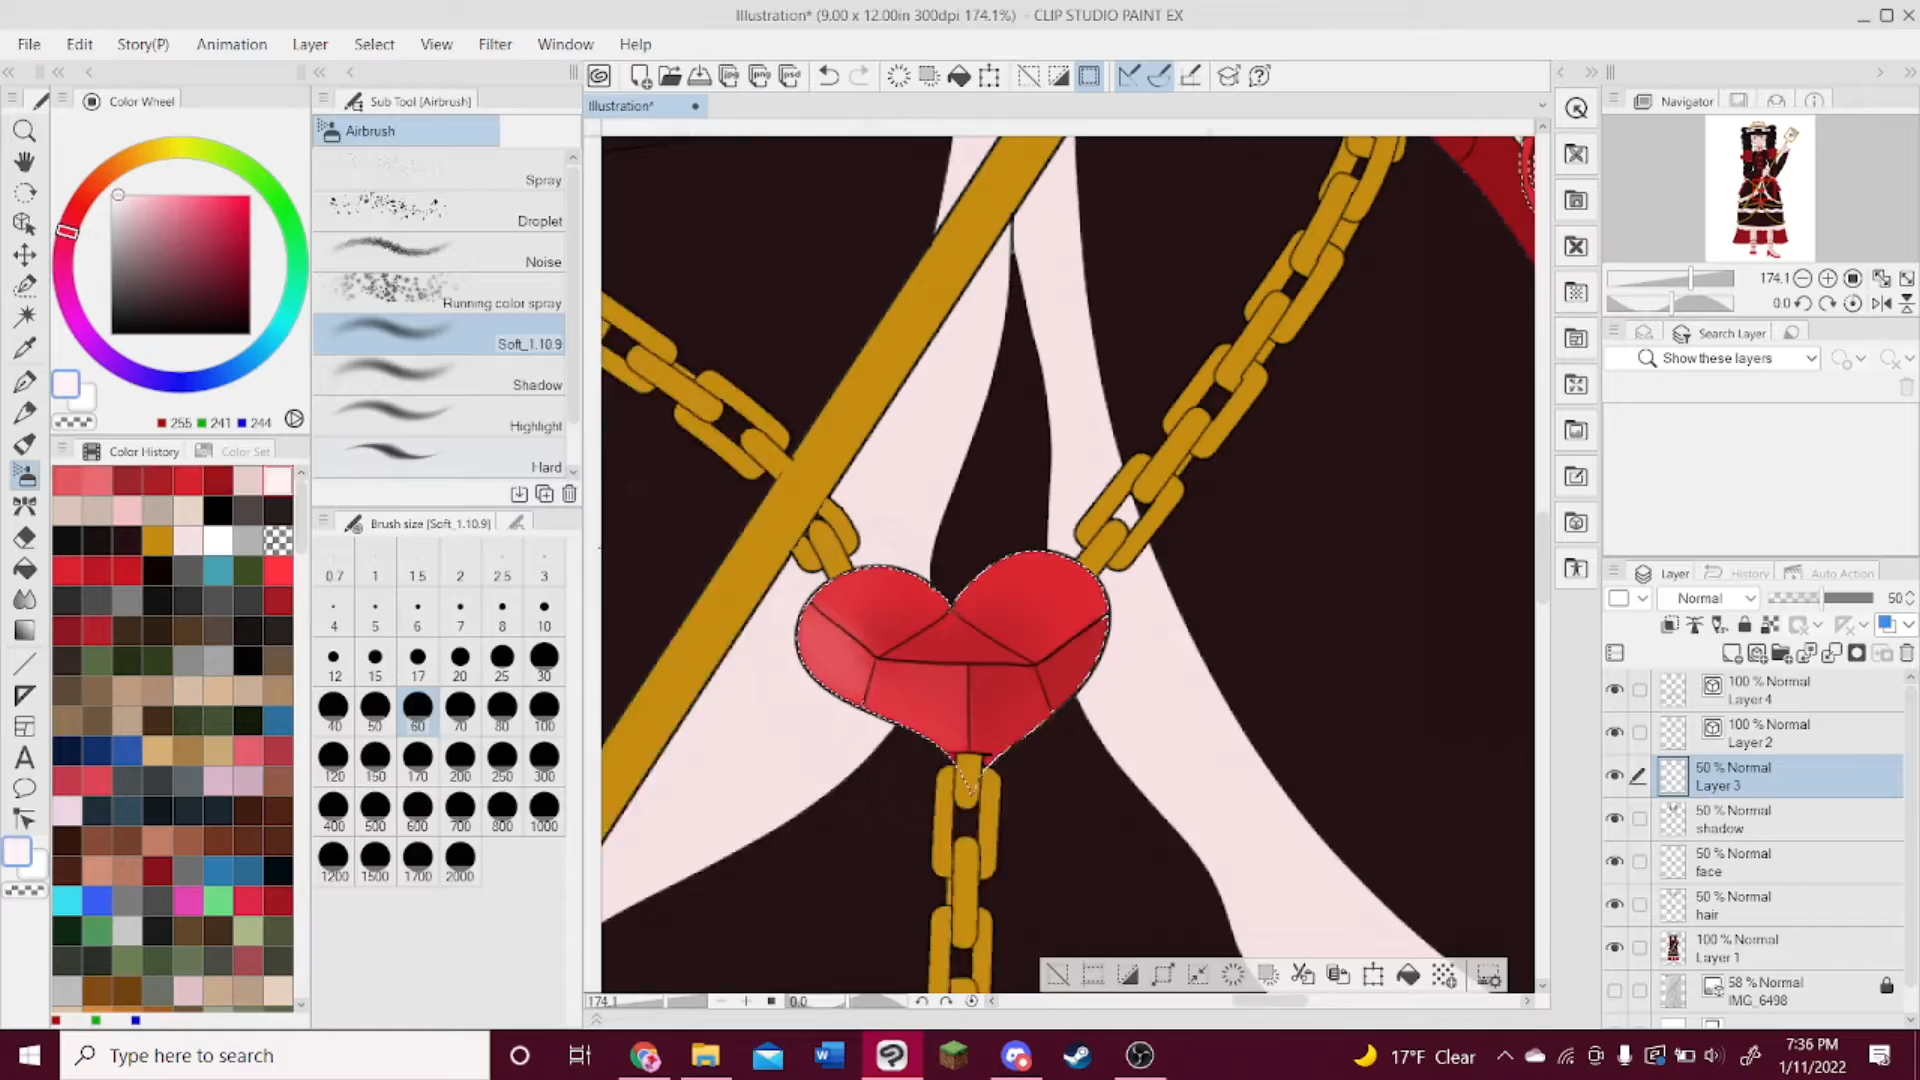 Illustration* (9.00 x 12.00in 300dpi 174.1%) - CLIP STUDIO PAINT EX
File Edit Story(P) Animation Layer Select View Filter Window Help
Color Wheel
Sub Tool [Airbrush]
Illustration*
Navigator
Airbrush
Spray
Droplet
Noise
Running color spray
Soft_1.10.9
Shadow
Highlight
Hard
174.1
0.0
Search Layer
Show these layers
255 241 244
Color History Color Set
Brush size [Soft_1.10.9]
0.7 1 1.5 2 2.5 3
4 5 6 7 8 10
12 15 17 20 25 30
40 50 60 70 80 100
120 150 170 200 250 300
400 500 600 700 800 1000
1200 1500 1700 2000
Layer History Auto Action
Normal 50
100 % Normal
Layer 4
100 % Normal
Layer 2
50 % Normal
Layer 3
50 % Normal
shadow
50 % Normal
face
50 % Normal
hair
100 % Normal
Layer 1
58 % Normal
IMG_6498
174.1 0.0
Type here to search
17°F Clear
7:36 PM
1/11/2022